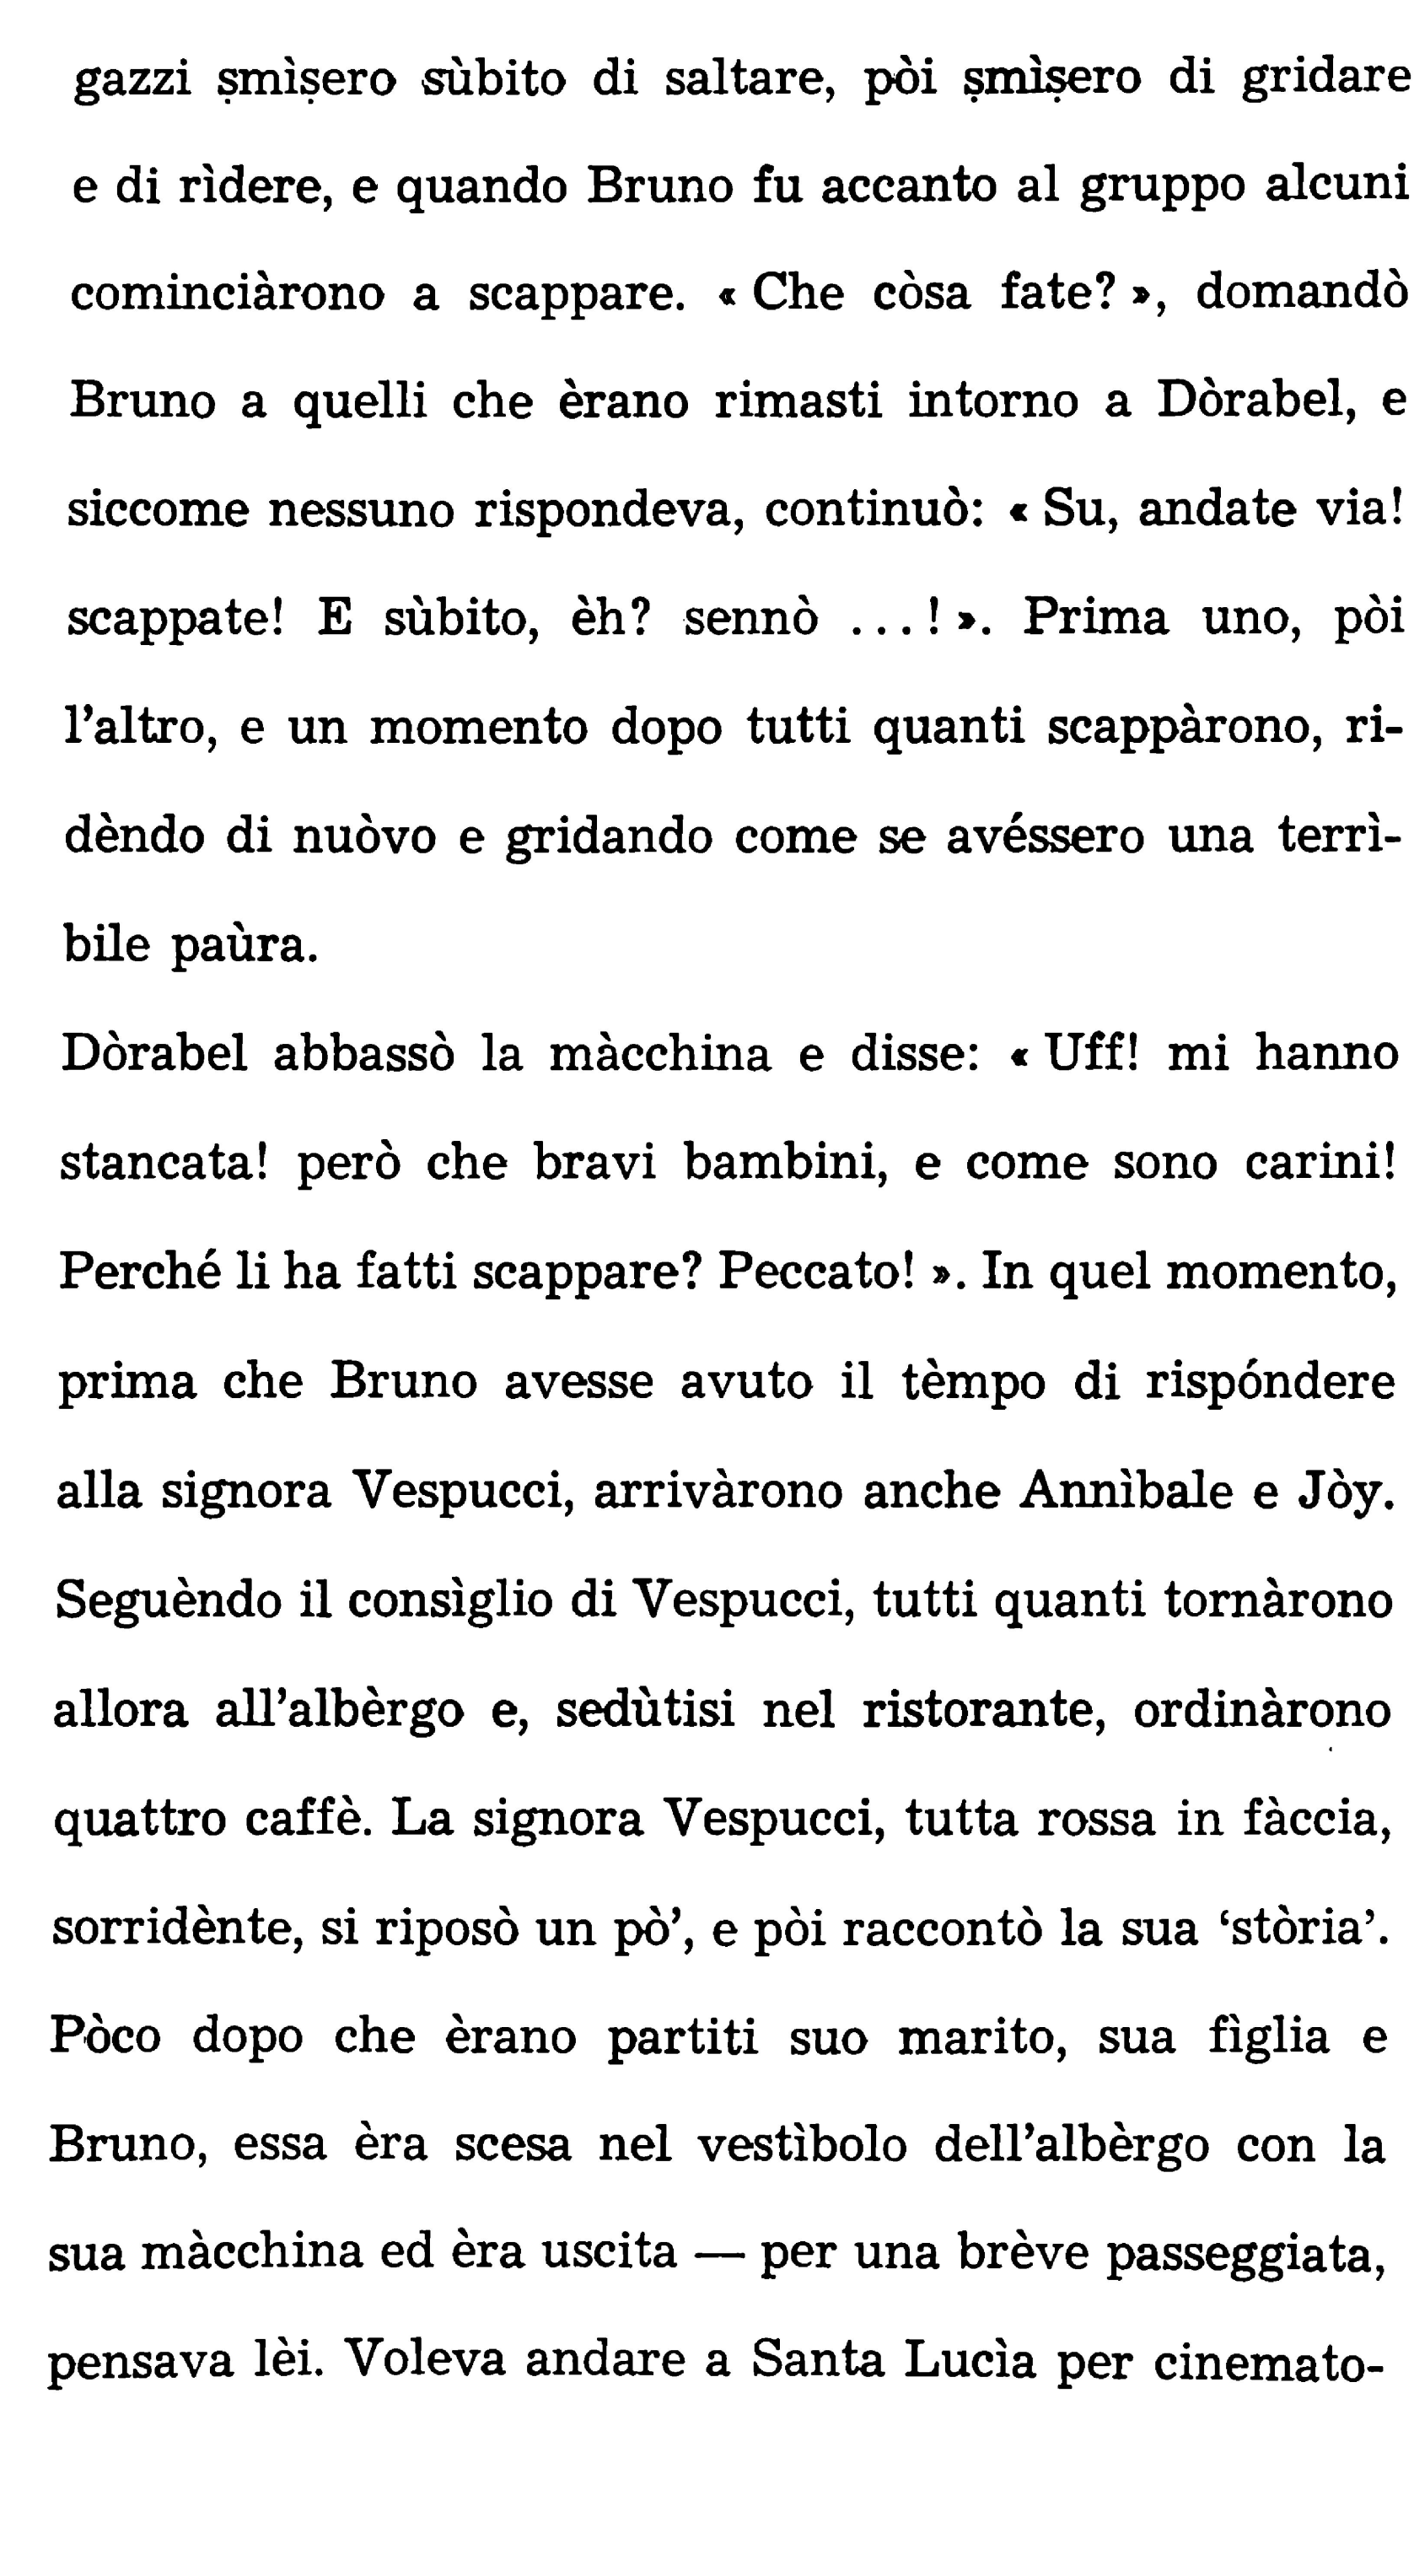 gazzi ṣmìṣero sùbito di saltare, pòi ṣmìṣero di gridare
e di rìdere, e quando Bruno fu accanto al gruppo alcuni
cominciàrono a scappare. « Che còsa fate? », domandò
Bruno a quelli che èrano rimasti intorno a Dòrabel, e
siccome nessuno rispondeva, continuò: « Su, andate via!
scappate! E sùbito, èh? sennò ...! ». Prima uno, pòi
l’altro, e un momento dopo tutti quanti scappàrono, ri-
dèndo di nuòvo e gridando come se avéssero una terrì-
bile paùra.
Dòrabel abbassò la màcchina e disse: « Uff! mi hanno
stancata! però che bravi bambini, e come sono carini!
Perché li ha fatti scappare? Peccato! ». In quel momento,
prima che Bruno avesse avuto il tèmpo di rispóndere
alla signora Vespucci, arrivàrono anche Annìbale e Jòy.
Seguèndo il consìglio di Vespucci, tutti quanti tornàrono
allora all’albèrgo e, sedùtisi nel ristorante, ordinàrono
quattro caffè. La signora Vespucci, tutta rossa in fàccia,
sorridènte, si riposò un pò’, e pòi raccontò la sua ‘stòria’.
Pòco dopo che èrano partiti suo marito, sua fìglia e
Bruno, essa èra scesa nel vestìbolo dell’albèrgo con la
sua màcchina ed èra uscita — per una brève passeggiata,
pensava lèi. Voleva andare a Santa Lucìa per cinemato-